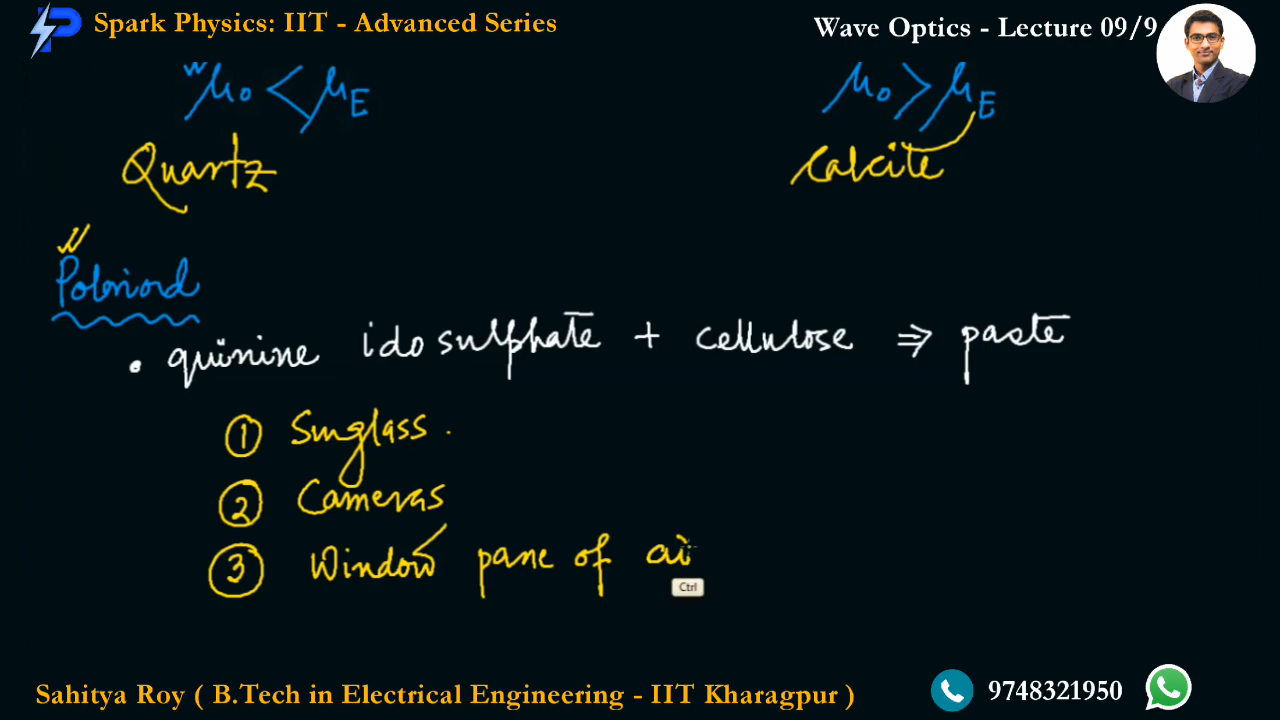 Spark Physics: IIT - Advanced Series
Wave Optics - Lecture 09/9
μo < μE
μo > μE
Quartz
Calcite
Polaroid
• quinine idosulphate + cellulose ⇒ paste
① Sunglass.
② Cameras
③ Window pane of ai
Ctrl
Sahitya Roy ( B.Tech in Electrical Engineering - IIT Kharagpur )
9748321950